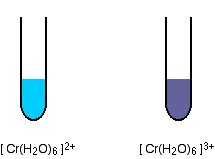 [ Cr(H₂O)₆ ]²⁺ [ Cr(H₂O)₆ ]³⁺